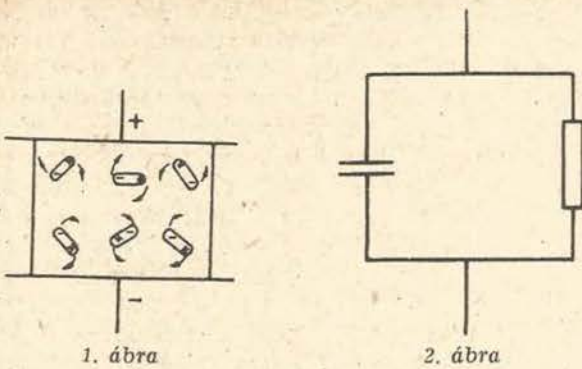 +
−
1. ábra
2. ábra